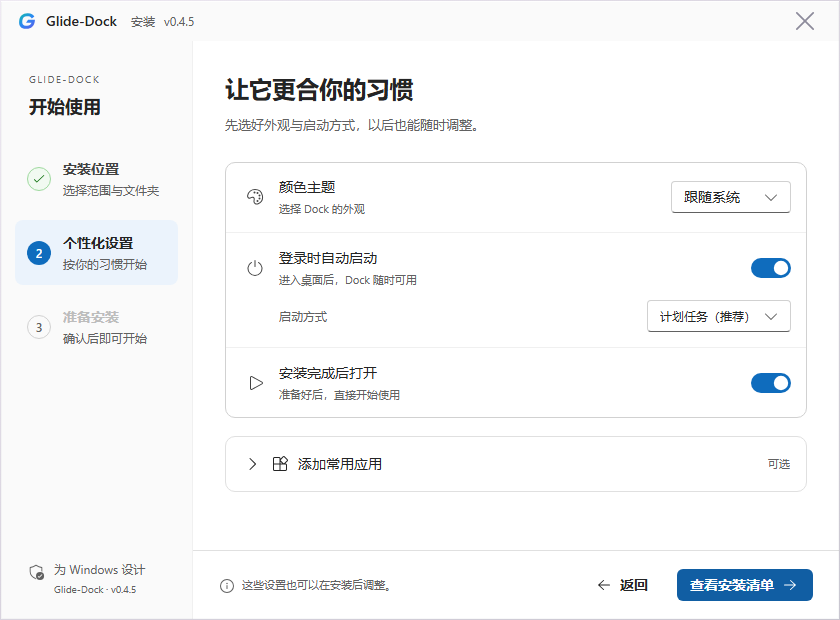 Glide-Dock 安装 v0.4.5
GLIDE-DOCK
开始使用
安装位置
选择范围与文件夹
2
个性化设置
按你的习惯开始
3
准备安装
确认后即可开始
为 Windows 设计
Glide-Dock · v0.4.5
让它更合你的习惯
先选好外观与启动方式，以后也能随时调整。
颜色主题
选择 Dock 的外观
跟随系统
登录时自动启动
进入桌面后，Dock 随时可用
启动方式
计划任务（推荐）
安装完成后打开
准备好后，直接开始使用
添加常用应用
可选
这些设置也可以在安装后调整。
返回
查看安装清单